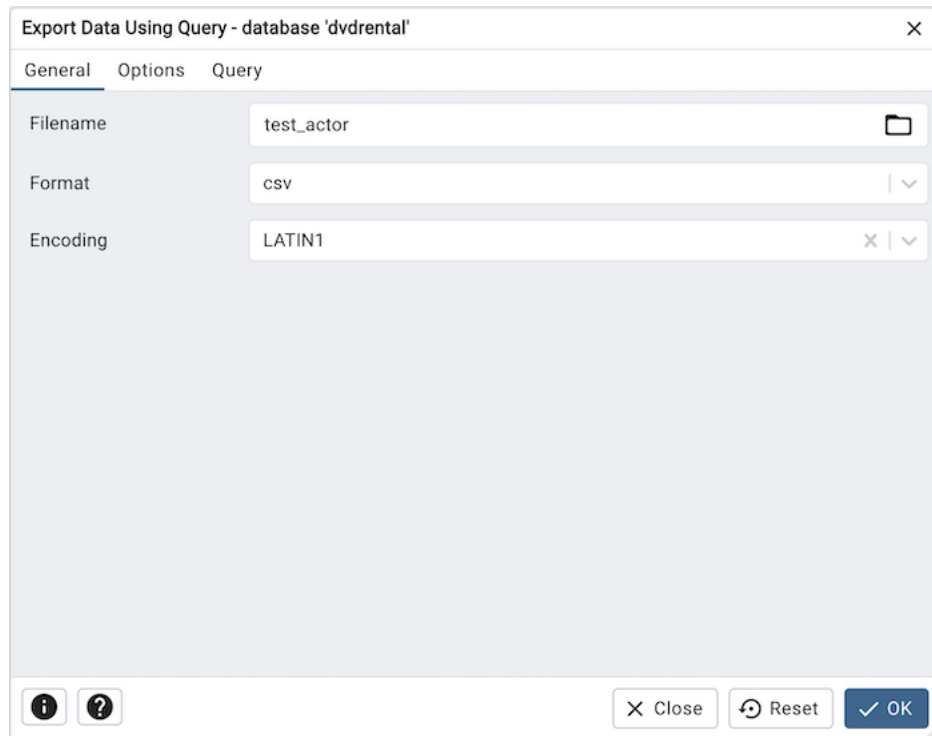 Export Data Using Query - database 'dvdrental'
General Options Query
Filename test_actor
Format csv
Encoding LATIN1
Close Reset OK